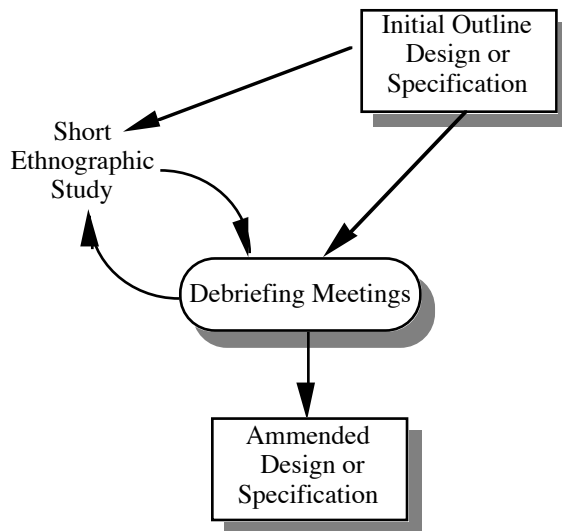 Initial Outline
Design or
Specification
Short
Ethnographic
Study
Debriefing Meetings
Ammended
Design or
Specification